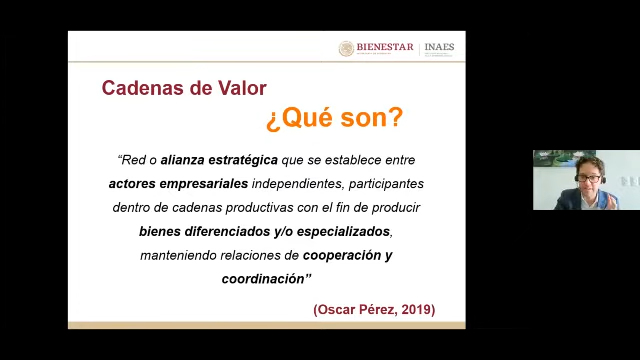 BIENESTAR INAES
Cadenas de Valor
¿Qué son?
“Red o alianza estratégica que se establece entre
actores empresariales independientes, participantes
dentro de cadenas productivas con el fin de producir
bienes diferenciados y/o especializados,
manteniendo relaciones de cooperación y
coordinación”
(Oscar Pérez, 2019)